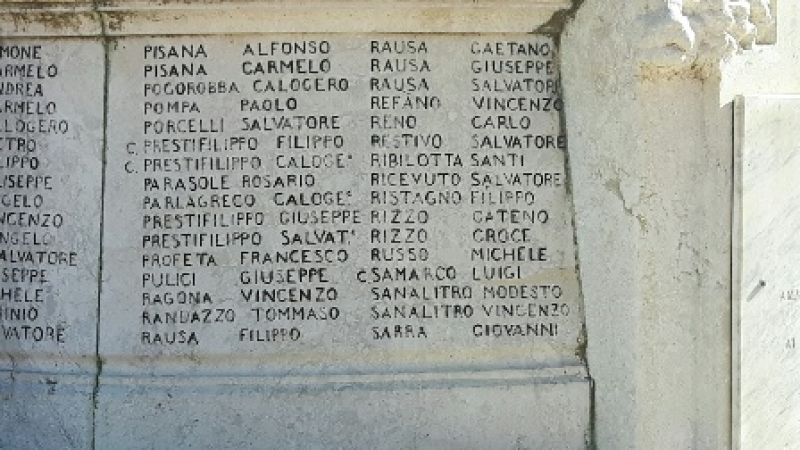 PISANA ALFONSO RAUSA GAETANO
PISANA CARMELO RAUSA GIUSEPPE
POGOROBBA CALOGERO RAUSA SALVATORE
POMPA PAOLO REFANO VINCENZO
PORCELLI SALVATORE RENO CARLO
C. PRESTIFILIPPO FILIPPO RESTIVO SALVATORE
C. PRESTIFILIPPO CALOGE. RIBILOTTA SANTI
PARASOLE ROSARIO RICEVUTO SALVATORE
PARLAGRECO CALOGE. RISTAGNO FILIPPO
PRESTIFILIPPO GIUSEPPE RIZZO GATENO
PRESTIFILIPPO SALVAT. RIZZO CROCE
PROFETA FRANCESCO RUSSO MICHELE
PULICI GIUSEPPE C. SAMARCO LUIGI
RAGONA VINCENZO SANALITRO MODESTO
RANDAZZO TOMMASO SANALITRO VINCENZO
RAUSA FILIPPO SARRA GIOVANNI